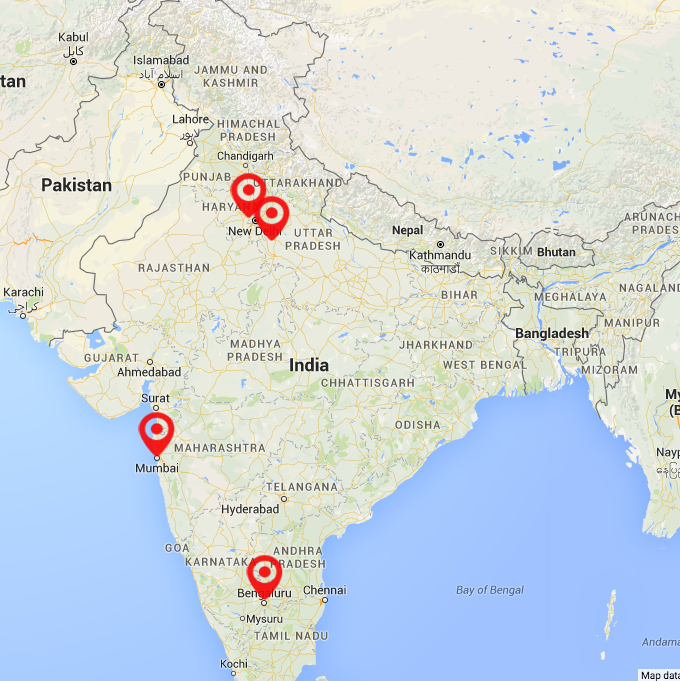 Kabul
کابل
Islamabad
اسلام آباد
tan
JAMMU AND
KASHMIR
Lahore
لاہور
HIMACHAL
PRADESH
Chandigarh
PUNJAB
UTTARAKHAND
Pakistan
HARYANA
New Delhi
UTTAR
PRADESH
Nepal
Kathmandu
काठमाडौं
SIKKIM
Bhutan
ARUNACH
PRADES
RAJASTHAN
Karachi
کراچی
BIHAR
MEGHALAYA
NAGALAND
MANIPUR
Bangladesh
TRIPURA
MIZORAM
GUJARAT
Ahmedabad
MADHYA
PRADESH
India
JHARKHAND
WEST BENGAL
CHHATTISGARH
Surat
ODISHA
My
(B
Mumbai
MAHARASHTRA
Nayp
TELANGANA
Hyderabad
GOA
KARNATAKA
ANDHRA
PRADESH
Bengaluru
Chennai
Mysuru
TAMIL NADU
Kochi
Bay of Bengal
Andama
Map data